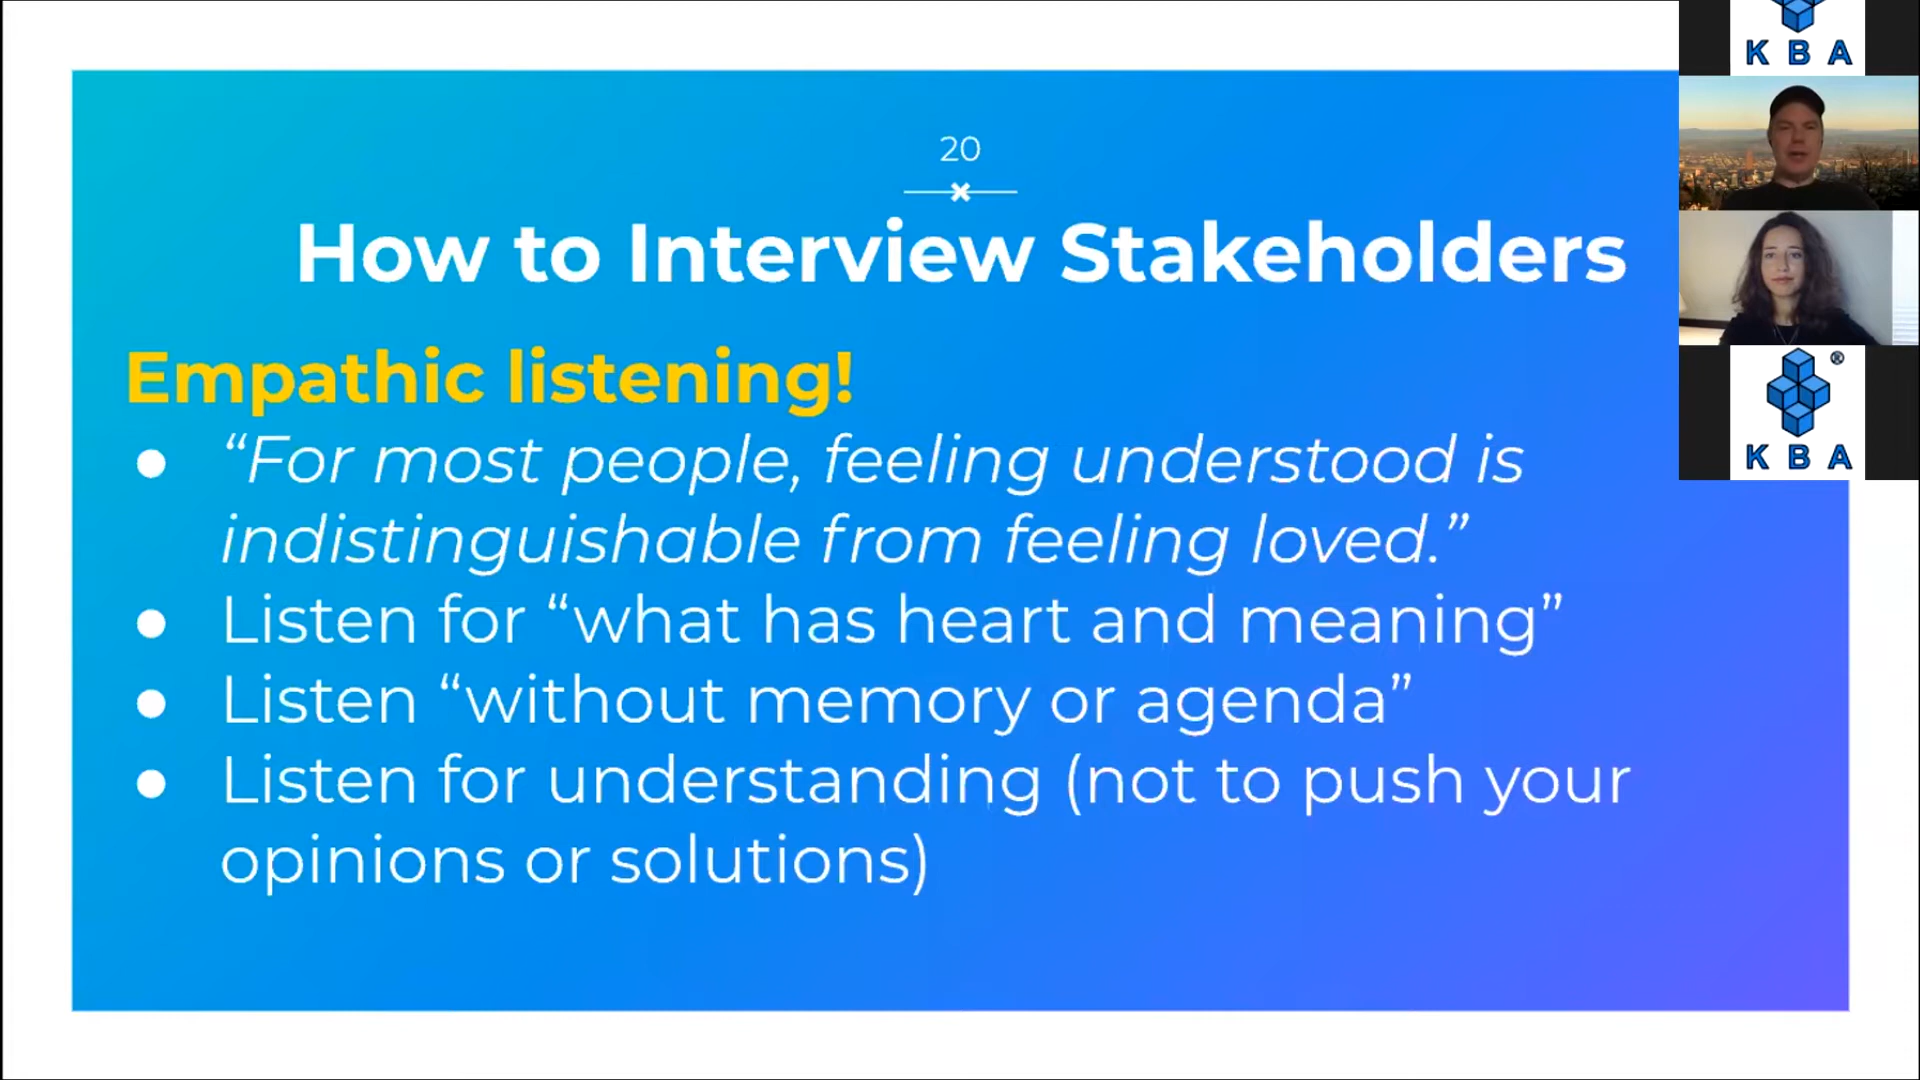 20
How to Interview Stakeholders
Empathic listening!
● “For most people, feeling understood is
indistinguishable from feeling loved.”
● Listen for “what has heart and meaning”
● Listen “without memory or agenda”
● Listen for understanding (not to push your
opinions or solutions)
K B A
®
K B A